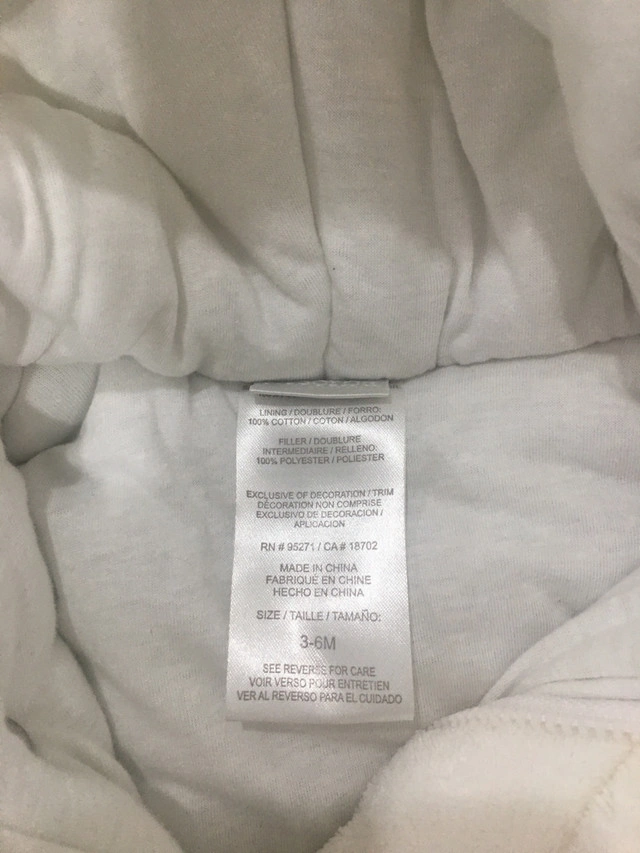 LINING / DOUBLURE / FORRO:
100% COTTON / COTON / ALGODON
FILLER / DOUBLURE
INTERMEDIAIRE / RELLENO:
100% POLYESTER / POLIESTER
EXCLUSIVE OF DECORATION / TRIM
DÉCORATION NON COMPRISE
EXCLUSIVO DE DECORACION /
APLICACION
RN # 95271 / CA # 18702
MADE IN CHINA
FABRIQUÉ EN CHINE
HECHO EN CHINA
SIZE / TAILLE / TAMAÑO:
3-6M
SEE REVERSE FOR CARE
VOIR VERSO POUR ENTRETIEN
VER AL REVERSO PARA EL CUIDADO